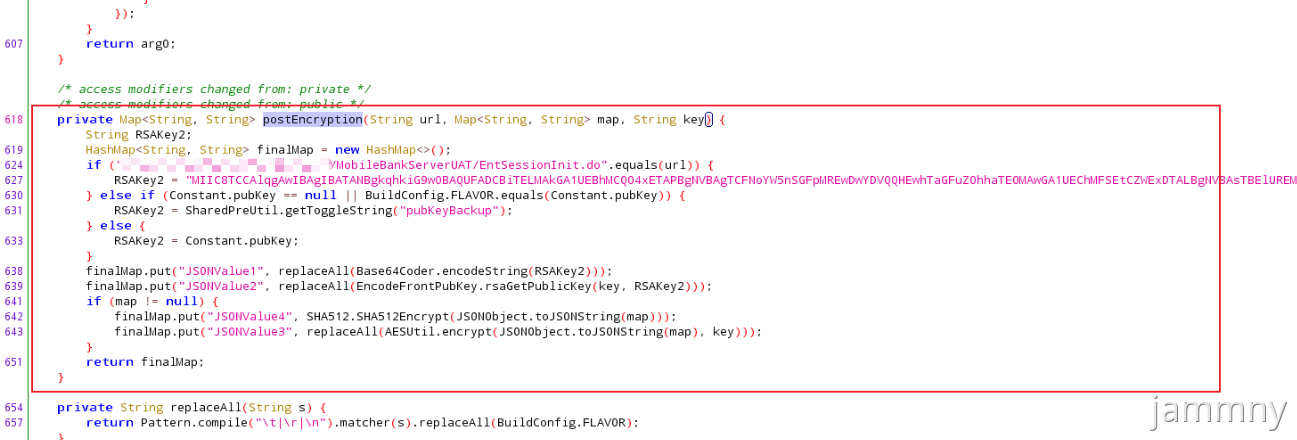 });
}
607 return arg0;
}
/* access modifiers changed from: private */
/* access modifiers changed from: public */
618 private Map<String, String> postEncryption(String url, Map<String, String> map, String key) {
String RSAKey2;
619 HashMap<String, String> finalMap = new HashMap<>();
624 if (" /MobileBankServerUAT/EntSessionInit.do".equals(url)) {
627 RSAKey2 =
630 } else if (Constant.pubKey == null || BuildConfig.FLAVOR.equals(Constant.pubKey)) {
631 RSAKey2 = SharedPreUtil.getToggleString("pubKeyBackup");
} else {
633 RSAKey2 = Constant.pubKey;
}
638 finalMap.put("JSONValue1", replaceAll(Base64Coder.encodeString(RSAKey2)));
639 finalMap.put("JSONValue2", replaceAll(EncodeFrontPubKey.rsaGetPublicKey(key, RSAKey2)));
641 if (map != null) {
642 finalMap.put("JSONValue4", SHA512.SHA512Encrypt(JSONObject.toJSONString(map)));
643 finalMap.put("JSONValue3", replaceAll(AESUtil.encrypt(JSONObject.toJSONString(map), key)));
}
651 return finalMap;
}
654 private String replaceAll(String s) {
657 return Pattern.compile("\t|\r|\n").matcher(s).replaceAll(BuildConfig.FLAVOR);
}
jammny